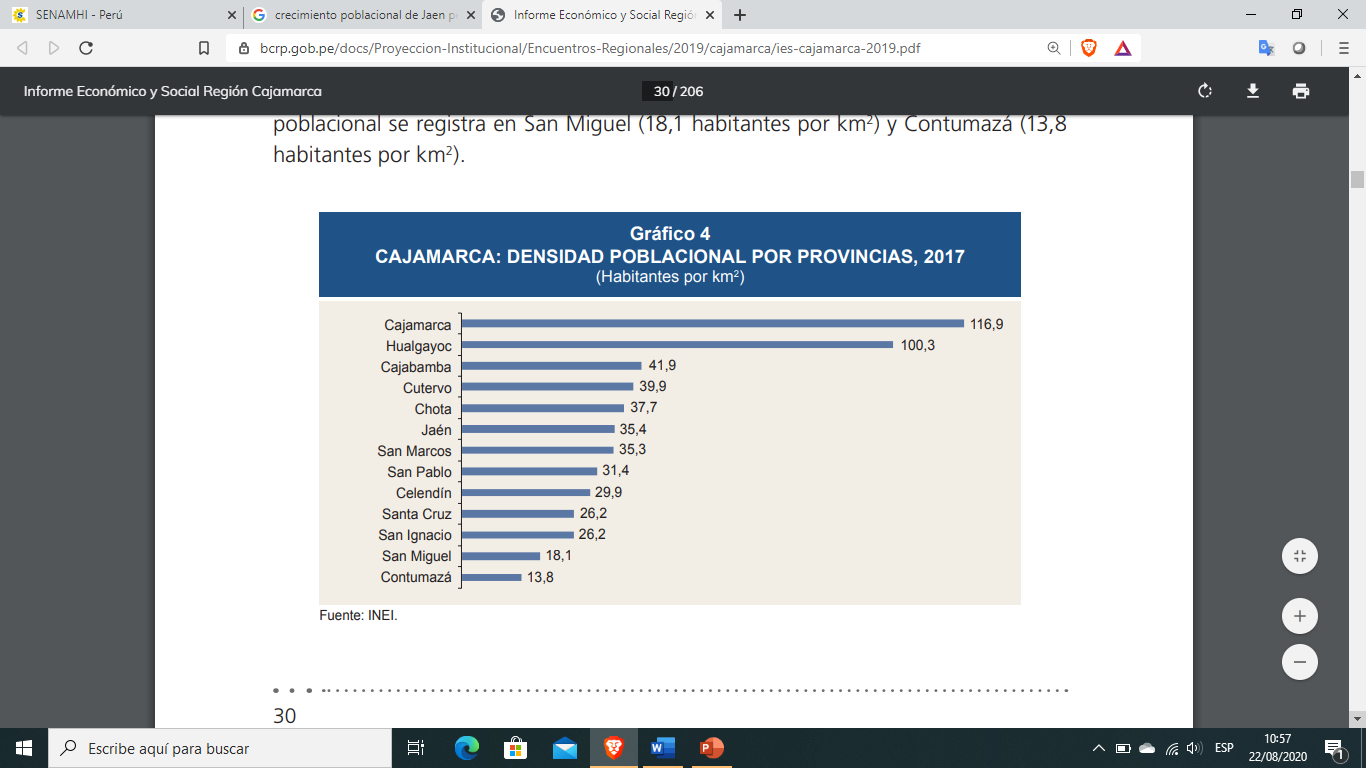 SENAMHI - Perú
crecimiento poblacional de Jaen p
Informe Económico y Social Regió
bcrp.gob.pe/docs/Proyeccion-Institucional/Encuentros-Regionales/2019/cajamarca/ies-cajamarca-2019.pdf
Informe Económico y Social Región Cajamarca
30 / 206
poblacional se registra en San Miguel (18,1 habitantes por km²) y Contumazá (13,8
habitantes por km²).
Gráfico 4
CAJAMARCA: DENSIDAD POBLACIONAL POR PROVINCIAS, 2017
(Habitantes por km²)
Cajamarca 116,9
Hualgayoc 100,3
Cajabamba 41,9
Cutervo 39,9
Chota 37,7
Jaén 35,4
San Marcos 35,3
San Pablo 31,4
Celendín 29,9
Santa Cruz 26,2
San Ignacio 26,2
San Miguel 18,1
Contumazá 13,8
Fuente: INEI.
30
Escribe aquí para buscar
ESP
10:57
22/08/2020
1